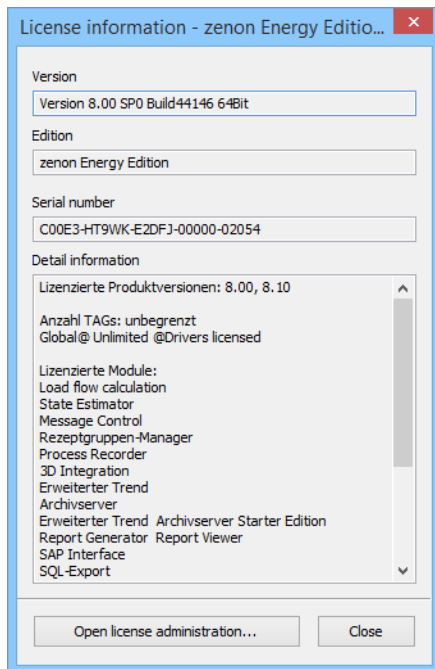 License information - zenon Energy Editio...
Version
Version 8.00 SP0 Build44146 64Bit
Edition
zenon Energy Edition
Serial number
C00E3-HT9WK-E2DFJ-00000-02054
Detail information
Lizenzierte Produktversionen: 8.00, 8.10
Anzahl TAGs: unbegrenzt
Global@ Unlimited @Drivers licensed
Lizenzierte Module:
Load flow calculation
State Estimator
Message Control
Rezeptgruppen-Manager
Process Recorder
3D Integration
Erweiterter Trend
Archivserver
Erweiterter Trend Archivserver Starter Edition
Report Generator Report Viewer
SAP Interface
SQL-Export
Open license administration... Close